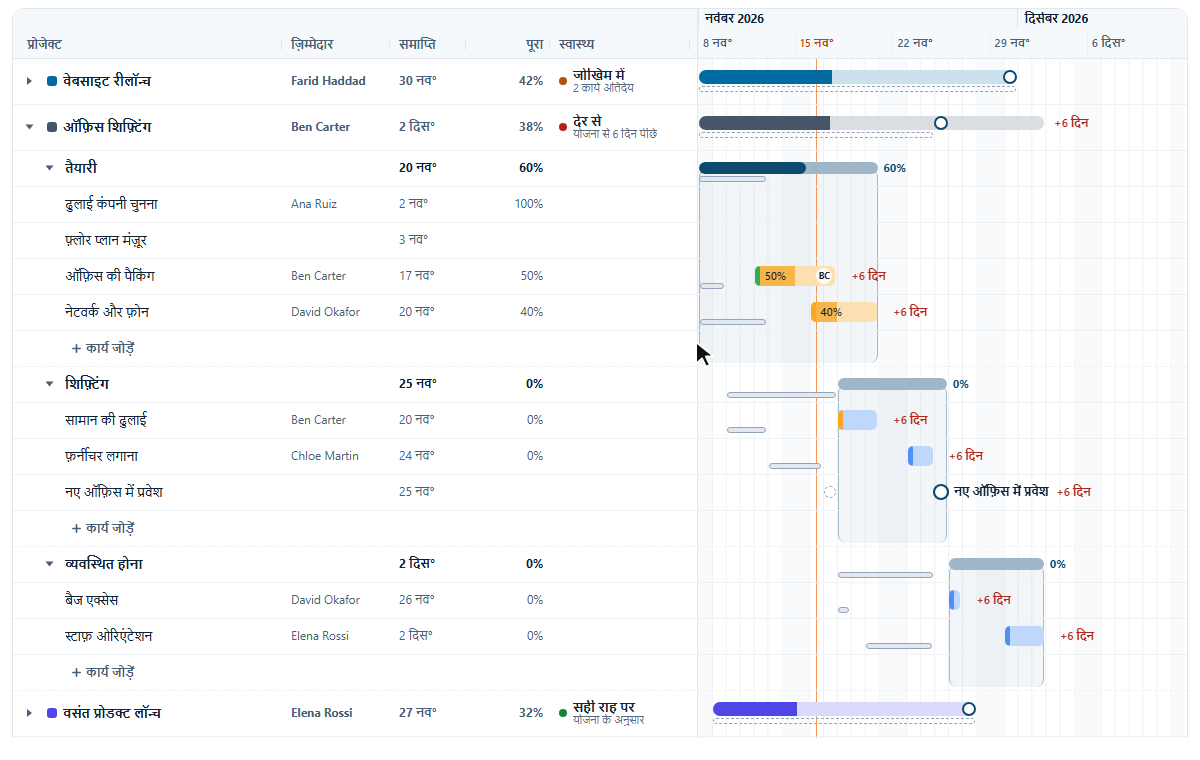 नवंबर 2026 दिसंबर 2026
प्रोजेक्ट ज़िम्मेदार समाप्ति पूरा स्वास्थ्य 8 नव॰ 15 नव॰ 22 नव॰ 29 नव॰ 6 दिस॰
वेबसाइट रीलॉन्च Farid Haddad 30 नव॰ 42% जोखिम में
2 कार्य अतिदेय
ऑफ़िस शिफ़्टिंग Ben Carter 2 दिस॰ 38% देर से +6 दिन
योजना से 6 दिन पीछे
तैयारी 20 नव॰ 60% 60%
ढुलाई कंपनी चुनना Ana Ruiz 2 नव॰ 100%
फ़्लोर प्लान मंज़ूर 3 नव॰
ऑफ़िस की पैकिंग Ben Carter 17 नव॰ 50% 50% BC +6 दिन
नेटवर्क और फ़ोन David Okafor 20 नव॰ 40% 40% +6 दिन
+ कार्य जोड़ें
शिफ़्टिंग 25 नव॰ 0% 0%
सामान की ढुलाई Ben Carter 20 नव॰ 0% +6 दिन
फ़र्नीचर लगाना Chloe Martin 24 नव॰ 0% +6 दिन
नए ऑफ़िस में प्रवेश 25 नव॰ नए ऑफ़िस में प्रवेश +6 दिन
+ कार्य जोड़ें
व्यवस्थित होना 2 दिस॰ 0% 0%
बैज एक्सेस David Okafor 26 नव॰ 0% +6 दिन
स्टाफ़ ओरिएंटेशन Elena Rossi 2 दिस॰ 0% +6 दिन
+ कार्य जोड़ें
वसंत प्रोडक्ट लॉन्च Elena Rossi 27 नव॰ 32% सही राह पर
योजना के अनुसार